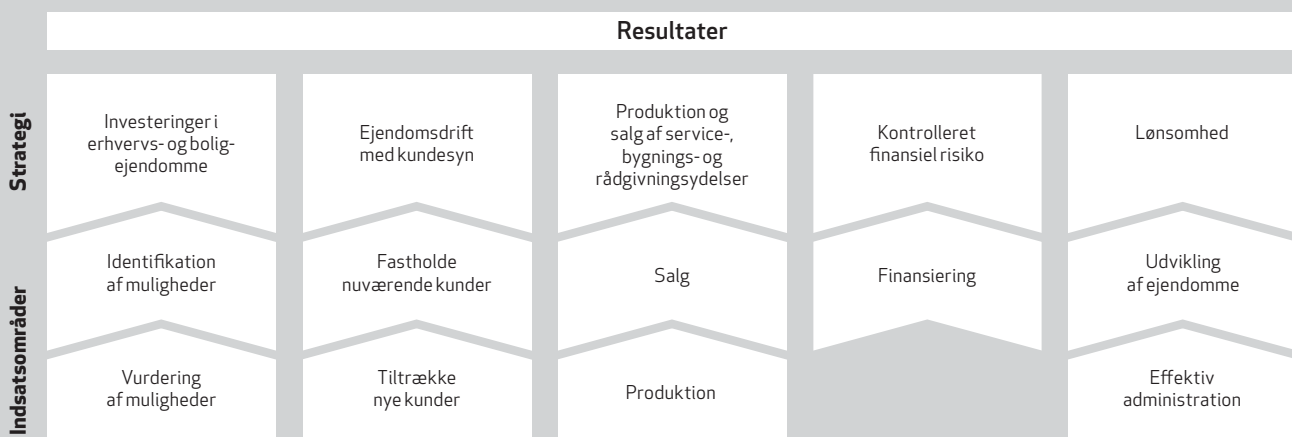 Resultater
Strategi
Investeringer i
erhvervs- og bolig-
ejendomme
Ejendomsdrift
med kundesyn
Produktion og
salg af service-,
bygnings- og
rådgivningsydelser
Kontrolleret
finansiel risiko
Lønsomhed
Indsatsområder
Identifikation
af muligheder
Fastholde
nuværende kunder
Salg
Finansiering
Udvikling
af ejendomme
Vurdering
af muligheder
Tiltrække
nye kunder
Produktion
Effektiv
administration